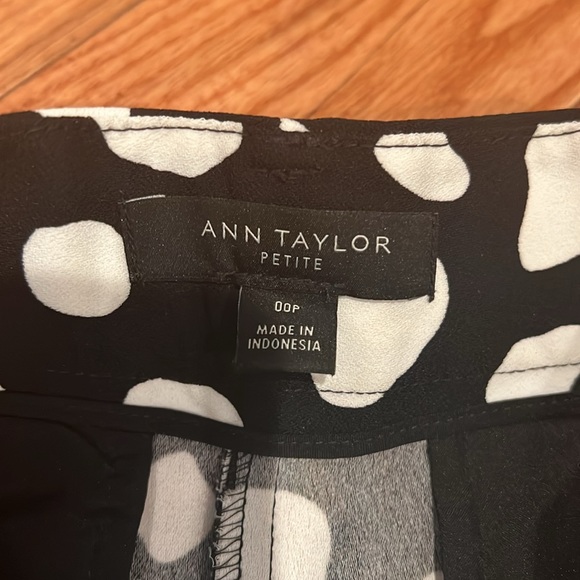 ANN TAYLOR
PETITE
00P
MADE IN
INDONESIA